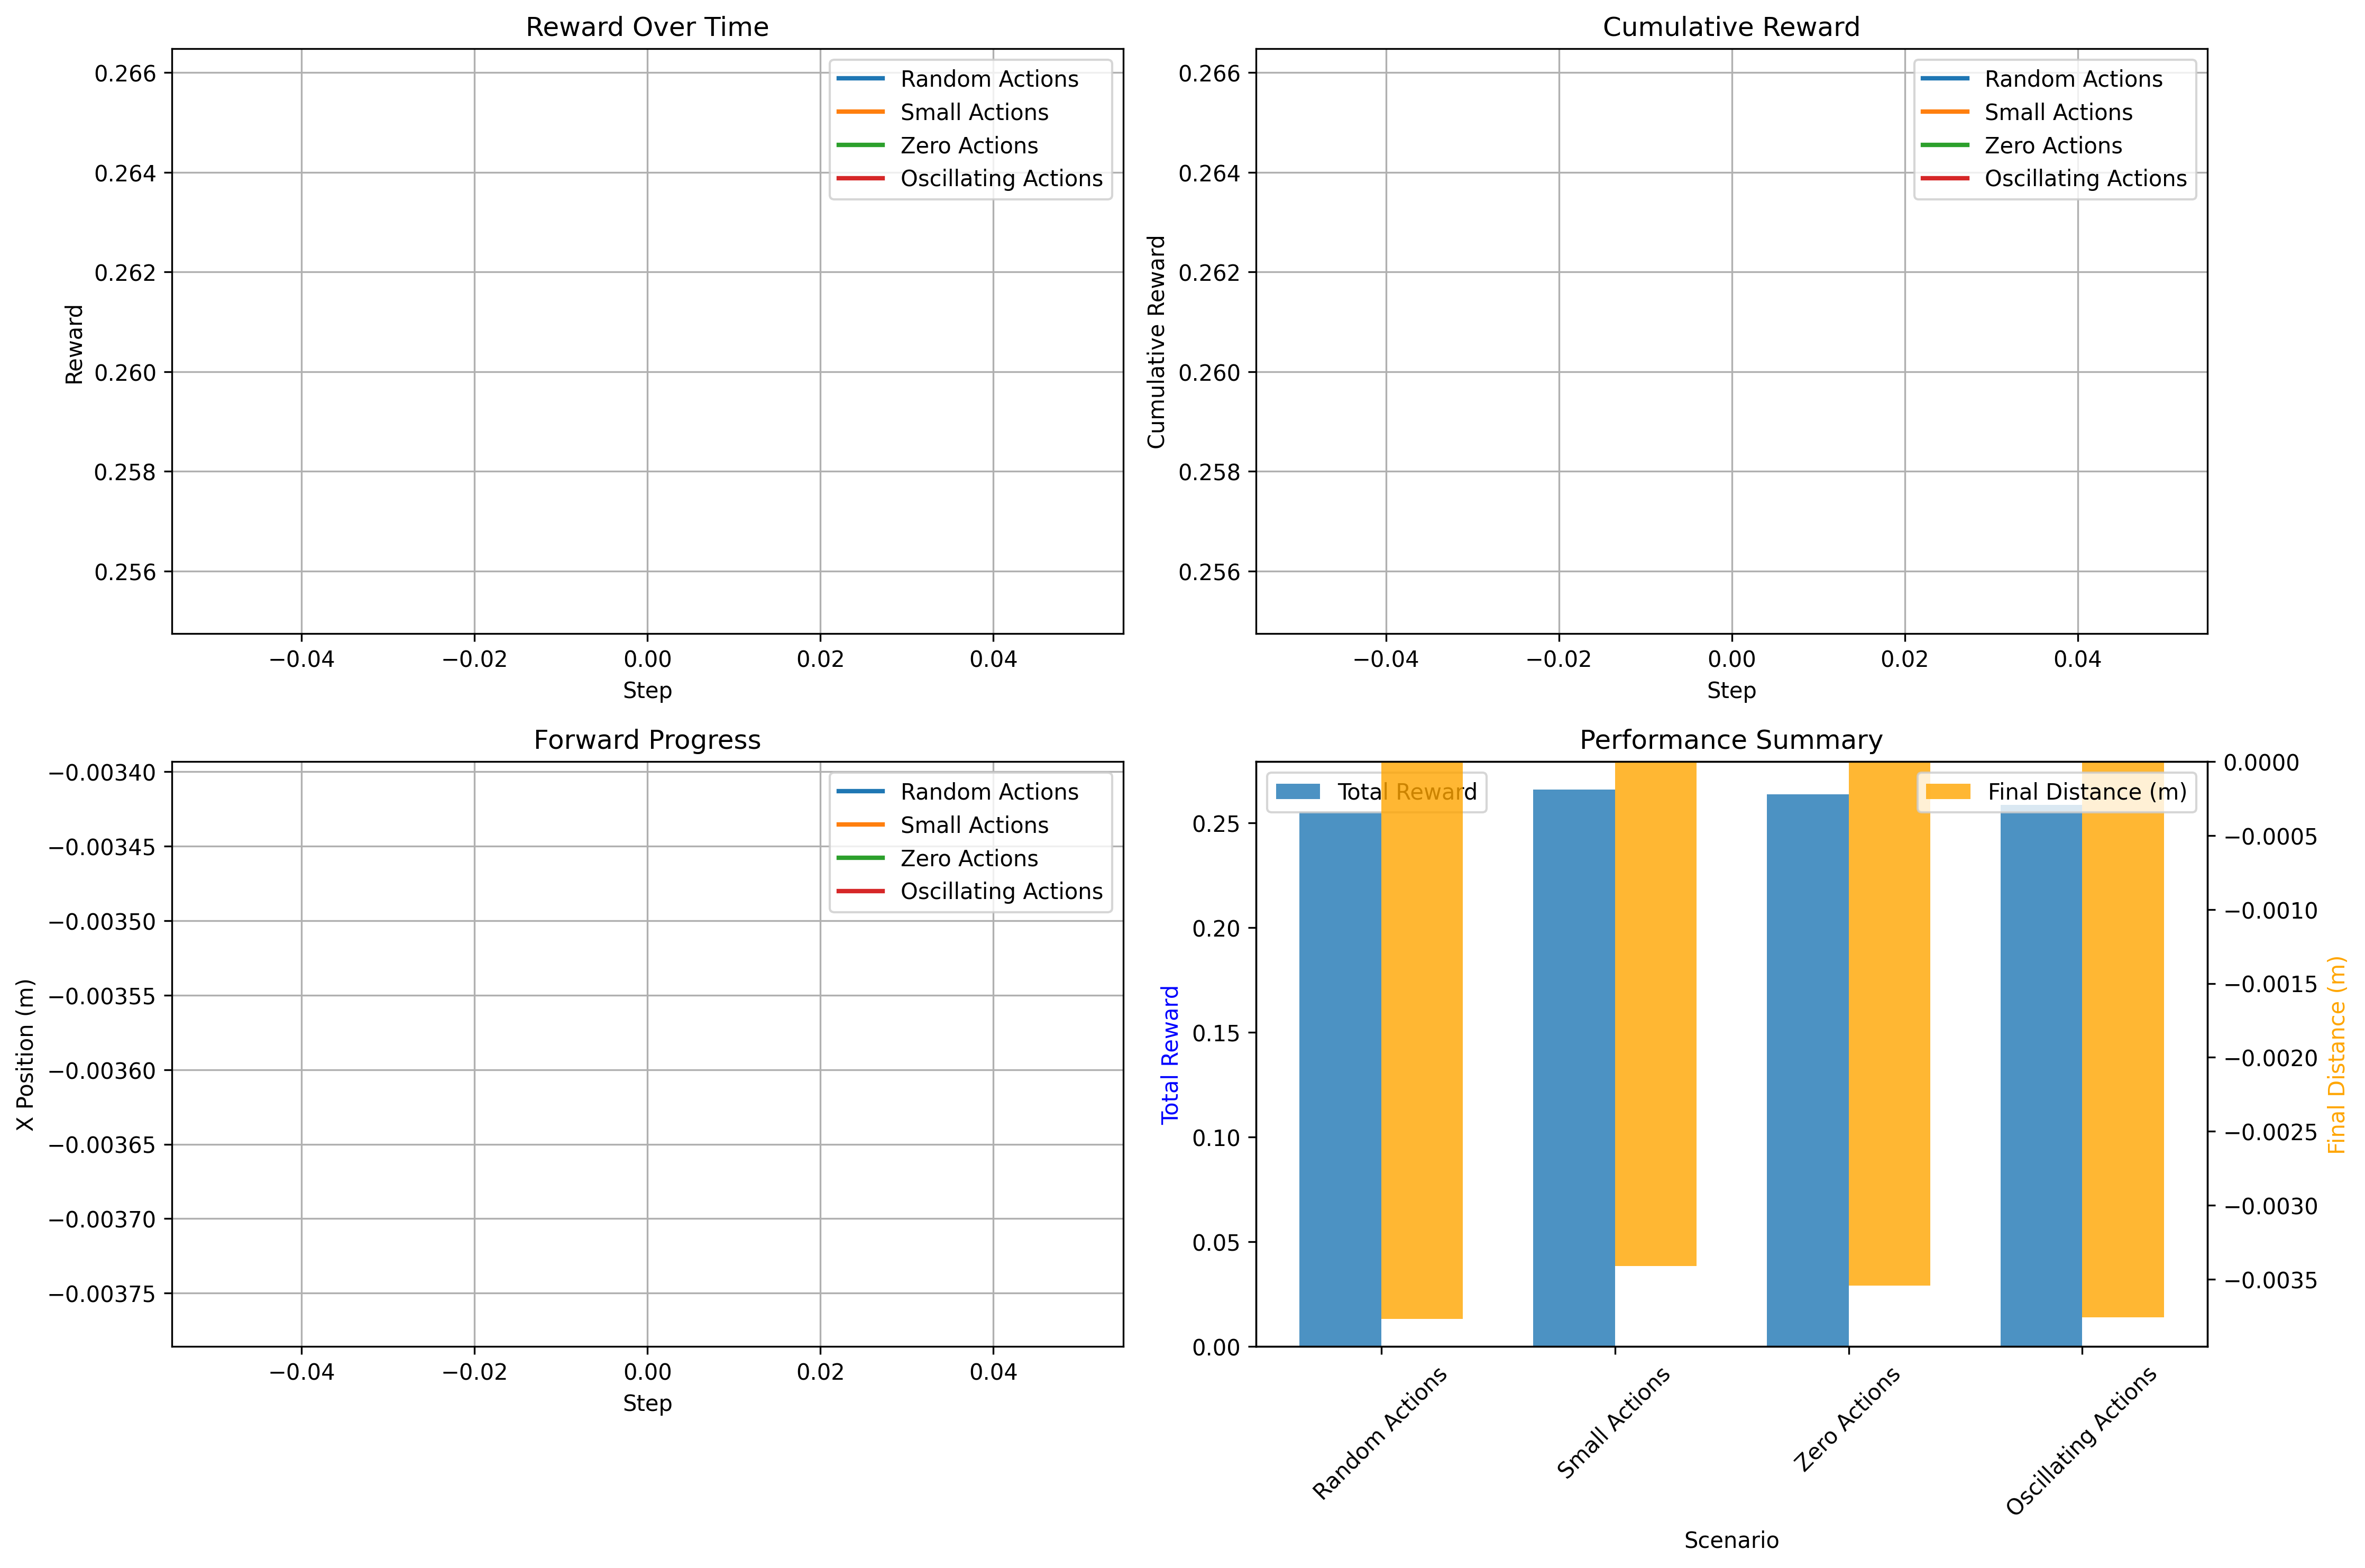 Reward Over Time
Reward
0.266
0.264
0.262
0.260
0.258
0.256
−0.04 −0.02 0.00 0.02 0.04
Step
Random Actions
Small Actions
Zero Actions
Oscillating Actions
Cumulative Reward
Cumulative Reward
0.266
0.264
0.262
0.260
0.258
0.256
−0.04 −0.02 0.00 0.02 0.04
Step
Random Actions
Small Actions
Zero Actions
Oscillating Actions
Forward Progress
X Position (m)
−0.00340
−0.00345
−0.00350
−0.00355
−0.00360
−0.00365
−0.00370
−0.00375
−0.04 −0.02 0.00 0.02 0.04
Step
Random Actions
Small Actions
Zero Actions
Oscillating Actions
Performance Summary
Total Reward
0.25
0.20
0.15
0.10
0.05
0.00
Total Reward
Final Distance (m)
0.0000
−0.0005
−0.0010
−0.0015
−0.0020
−0.0025
−0.0030
−0.0035
Final Distance (m)
Random Actions
Small Actions
Zero Actions
Oscillating Actions
Scenario